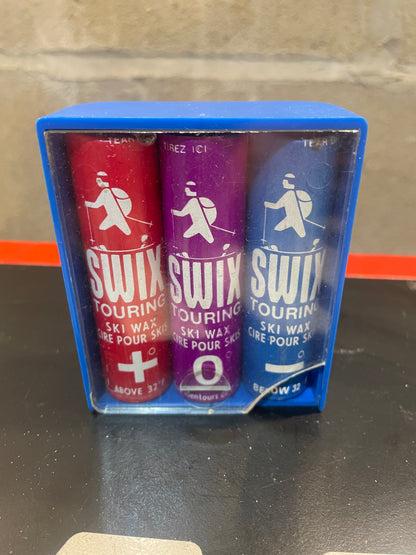 TEAR
SWIX
TOURING
SKI WAX
CIRE POUR SKIS
+
ABOVE 32°F
TIREZ ICI
SWIX
TOURING
SKI WAX
CIRE POUR SKIS
0
TEAR
SWIX
TOURING
SKI WAX
CIRE POUR SKIS
–
BELOW 32